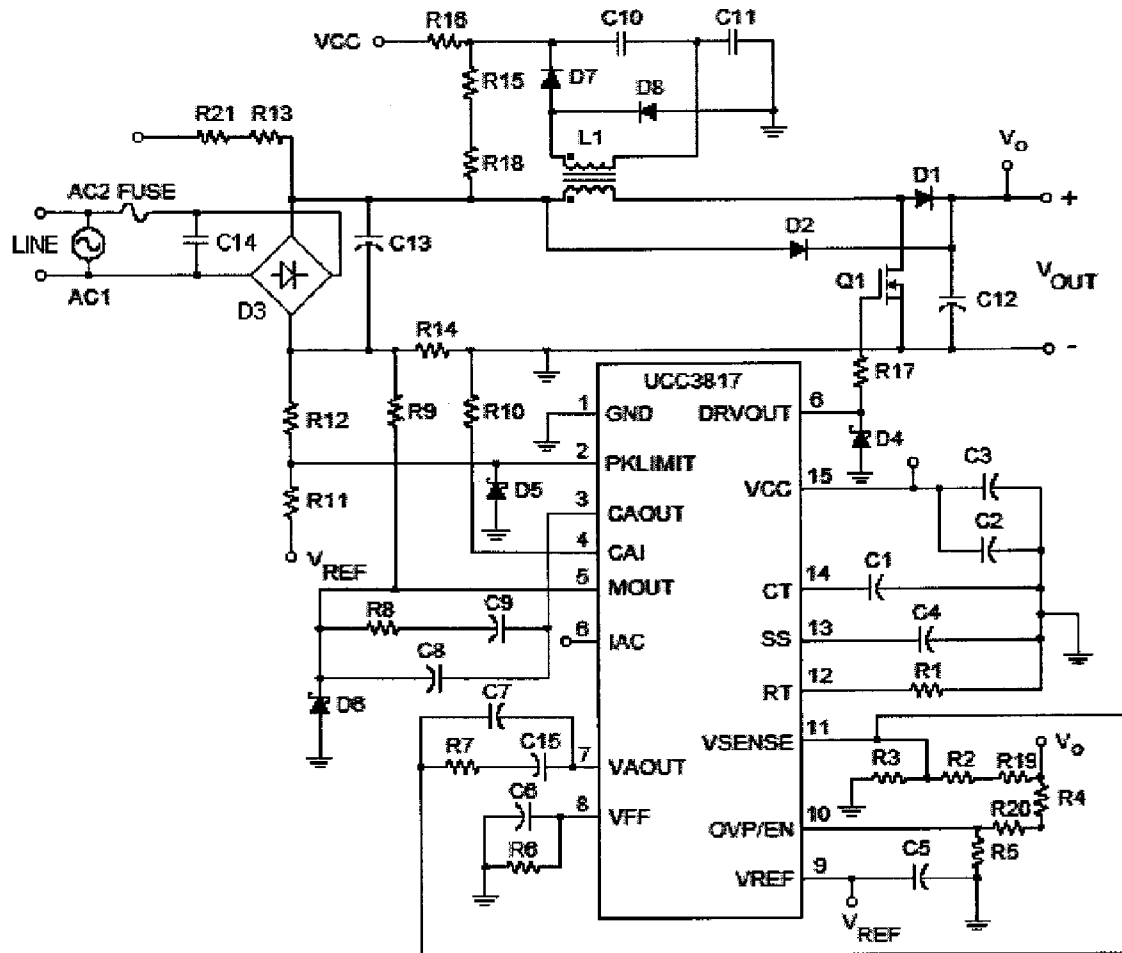 R16
C10
C11
VCC
R15
D7
D8
R21
R13
L1
R18
VO
D1
AC2 FUSE
+
LINE
C14
C13
D2
AC1
D3
Q1
C12
VOUT
R14
-
R17
UCC3817
R12
R9
R10
1
GND
DRVOUT
6
D4
2
PKLIMIT
C3
R11
D5
VCC
15
3
CAOUT
C2
VREF
4
CAI
C1
5
MOUT
CT
14
R8
C9
C4
6
IAC
SS
13
C8
R1
D6
RT
12
C7
VSENSE
11
R7
C15
7
VAOUT
R3
R2
R19
VO
R4
C6
8
VFF
OVP/EN
10
R20
R6
R5
VREF
9
C5
VREF